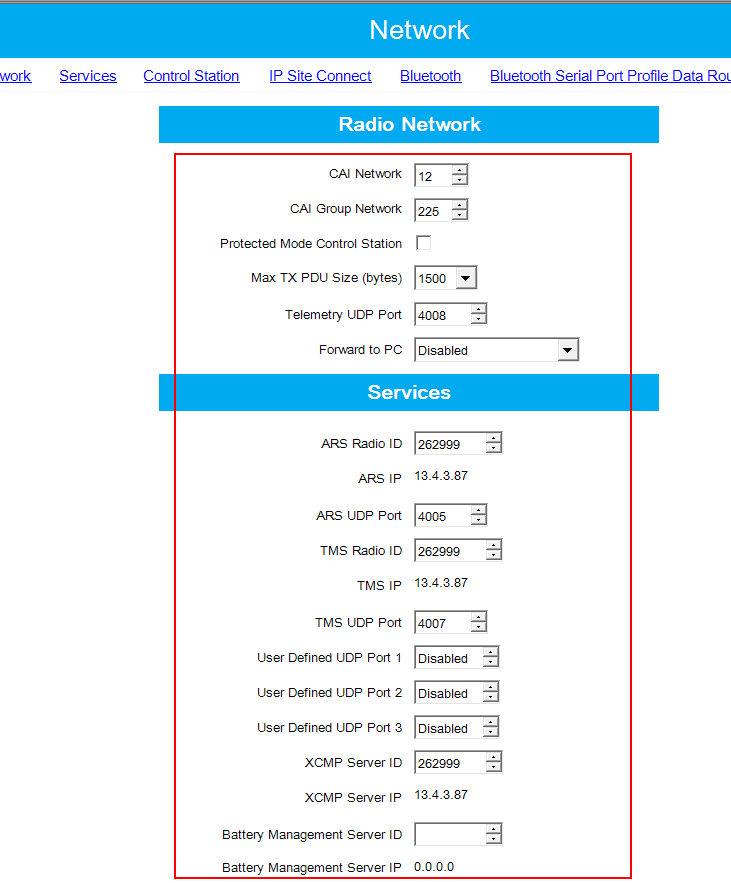 Network
work Services Control Station IP Site Connect Bluetooth Bluetooth Serial Port Profile Data Rou
Radio Network
CAI Network 12
CAI Group Network 225
Protected Mode Control Station
Max TX PDU Size (bytes) 1500
Telemetry UDP Port 4008
Forward to PC Disabled
Services
ARS Radio ID 262999
ARS IP 13.4.3.87
ARS UDP Port 4005
TMS Radio ID 262999
TMS IP 13.4.3.87
TMS UDP Port 4007
User Defined UDP Port 1 Disabled
User Defined UDP Port 2 Disabled
User Defined UDP Port 3 Disabled
XCMP Server ID 262999
XCMP Server IP 13.4.3.87
Battery Management Server ID
Battery Management Server IP 0.0.0.0